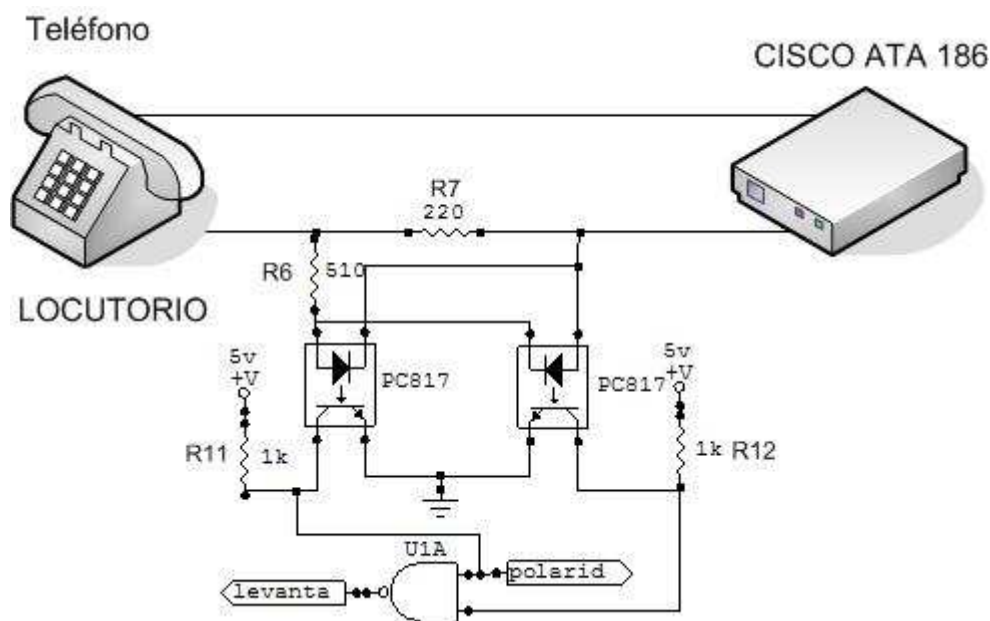 Teléfono
CISCO ATA 186
R7
220
R6 510
LOCUTORIO
5v
+V
PC817
PC817
5v
+V
R11 1k
1k R12
U1A
levanta
polarid